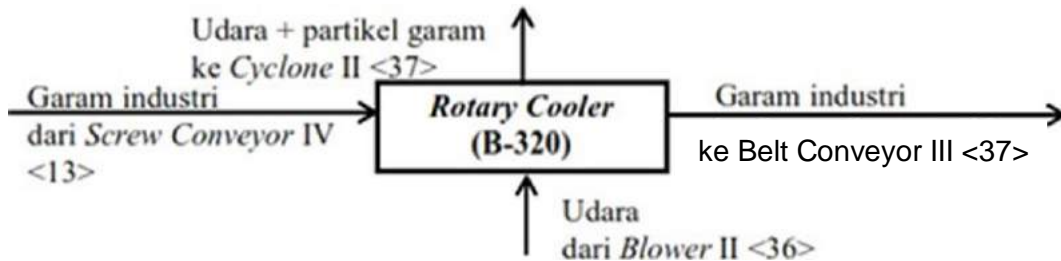 Udara + partikel garam
ke Cyclone II <37>
Garam industri
dari Screw Conveyor IV
<13>
Rotary Cooler
(B-320)
Garam industri
ke Belt Conveyor III <37>
Udara
dari Blower II <36>